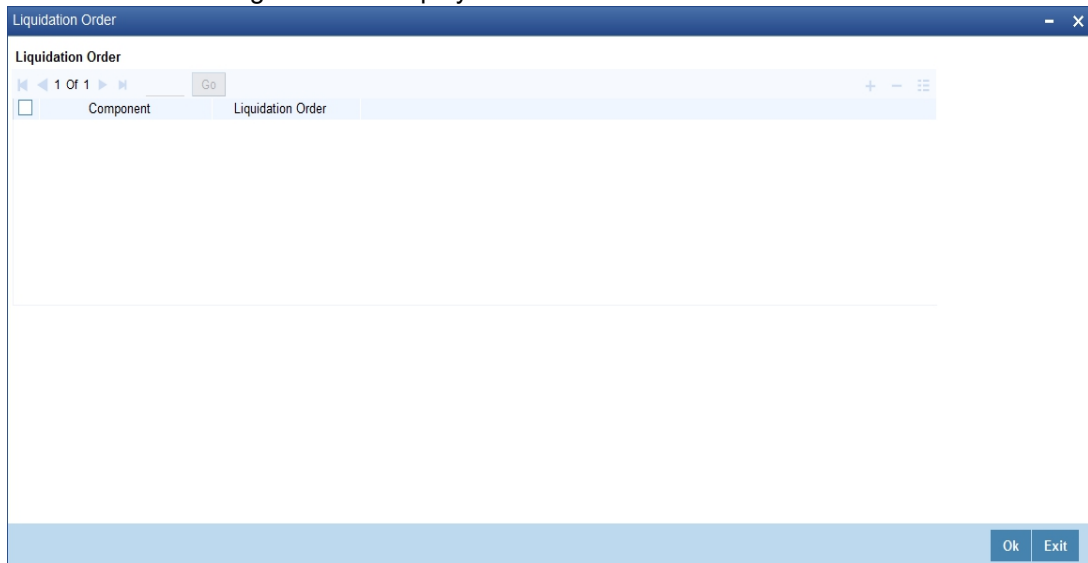 Liquidation Order
Liquidation Order
1 Of 1 Go
Component Liquidation Order
Ok Exit